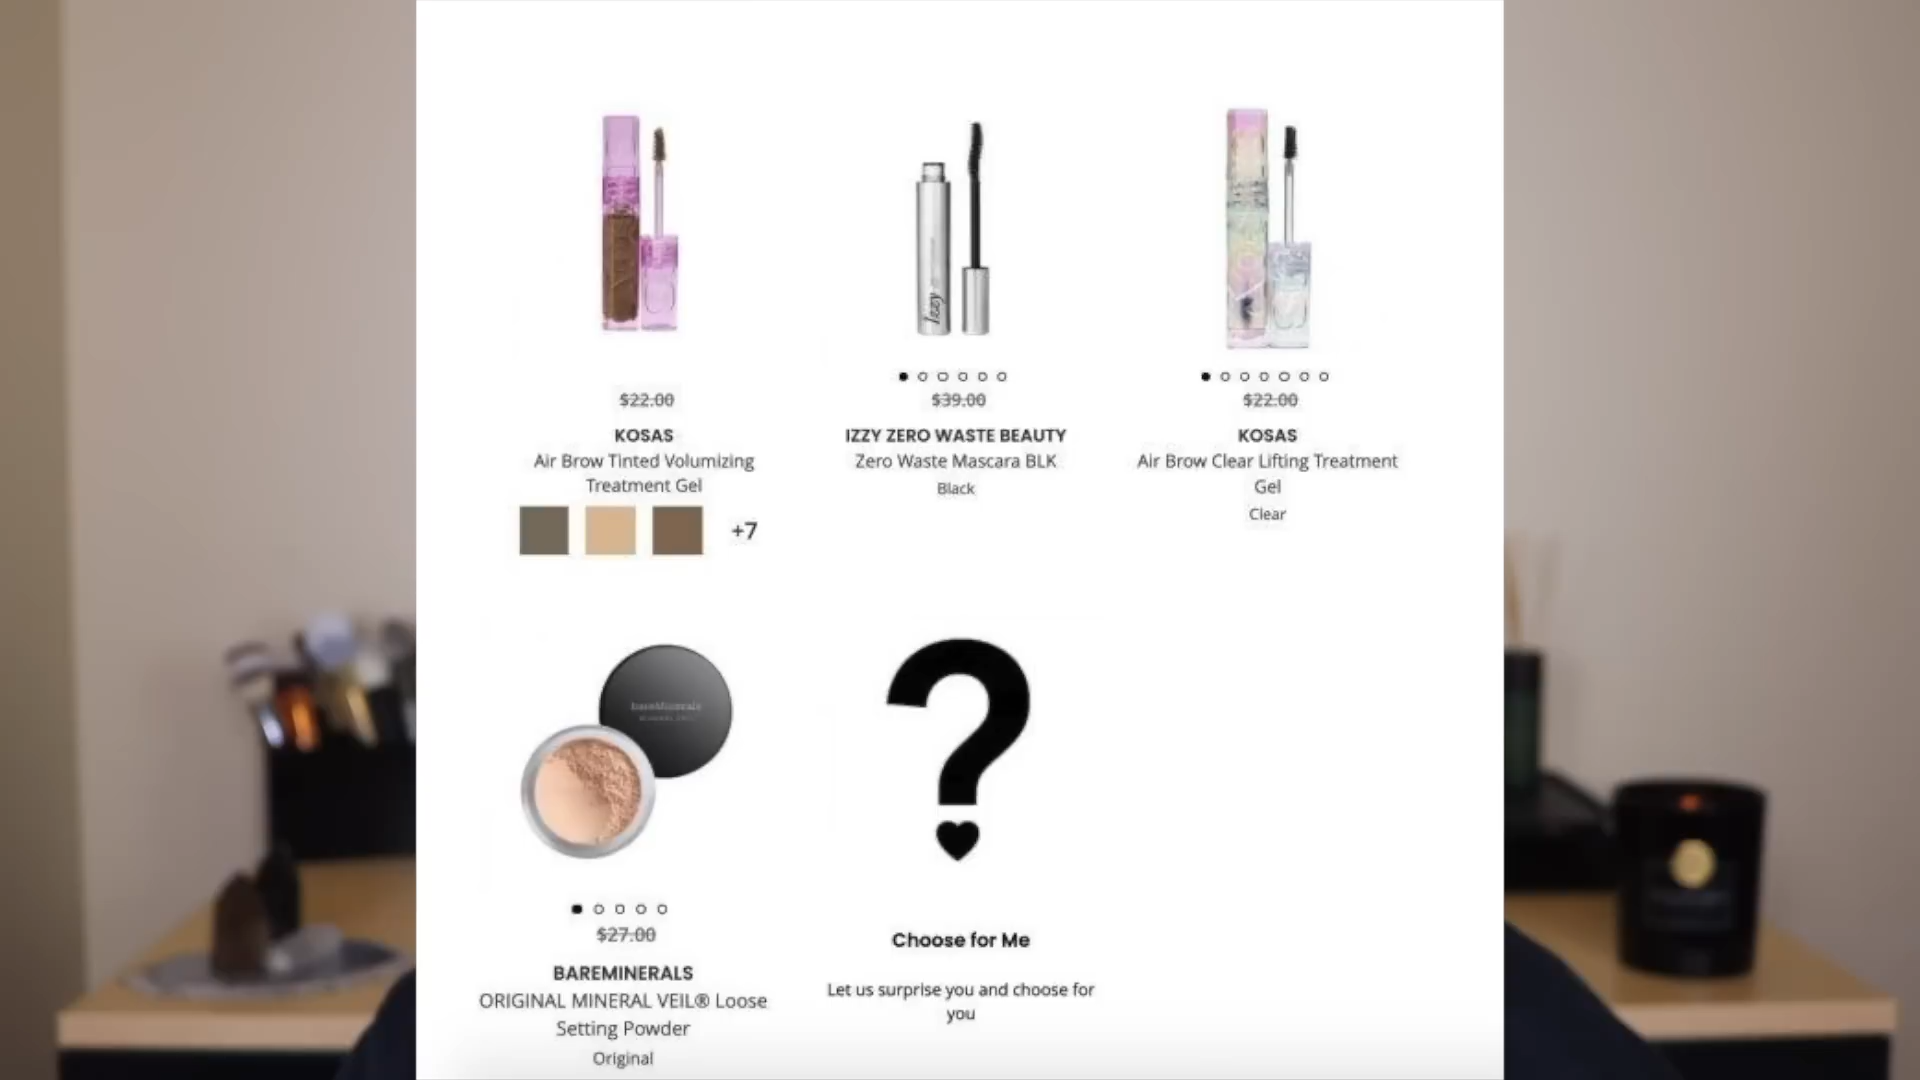 Izzy
$22.00
$39.00
$22.00
KOSAS
Air Brow Tinted Volumizing
Treatment Gel
+7
IZZY ZERO WASTE BEAUTY
Zero Waste Mascara BLK
Black
KOSAS
Air Brow Clear Lifting Treatment
Gel
Clear
bareMinerals
$27.00
BAREMINERALS
ORIGINAL MINERAL VEIL® Loose
Setting Powder
Original
Choose for Me
Let us surprise you and choose for
you